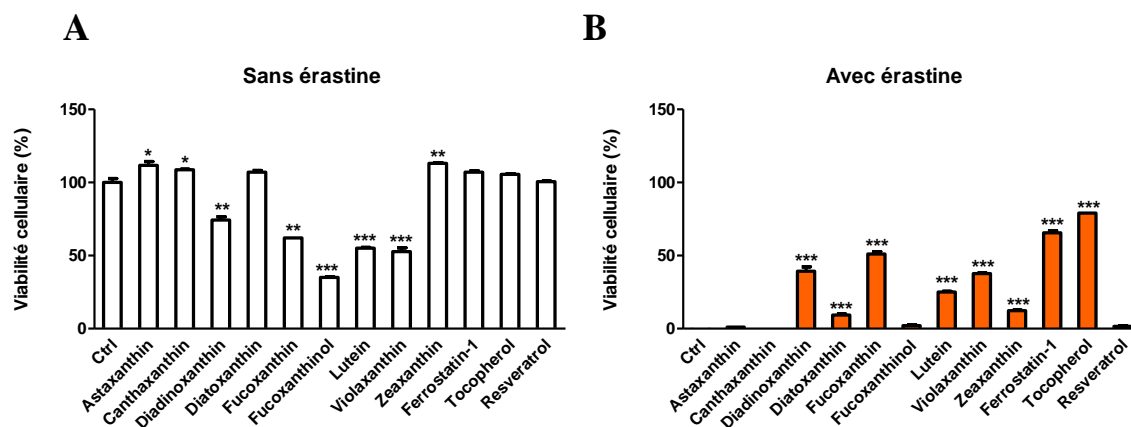 A
B
Sans érastine
Avec érastine
Viabilité cellulaire (%)
150
100
50
0
*
*
**
**
***
***
***
**
Ctrl
Astaxanthin
Canthaxanthin
Diadinoxanthin
Diatoxanthin
Fucoxanthin
Fucoxanthinol
Lutein
Violaxanthin
Zeaxanthin
Ferrostatin-1
Tocopherol
Resveratrol
Viabilité cellulaire (%)
150
100
50
0
***
***
***
***
***
***
***
***
Ctrl
Astaxanthin
Canthaxanthin
Diadinoxanthin
Diatoxanthin
Fucoxanthin
Fucoxanthinol
Lutein
Violaxanthin
Zeaxanthin
Ferrostatin-1
Tocopherol
Resveratrol